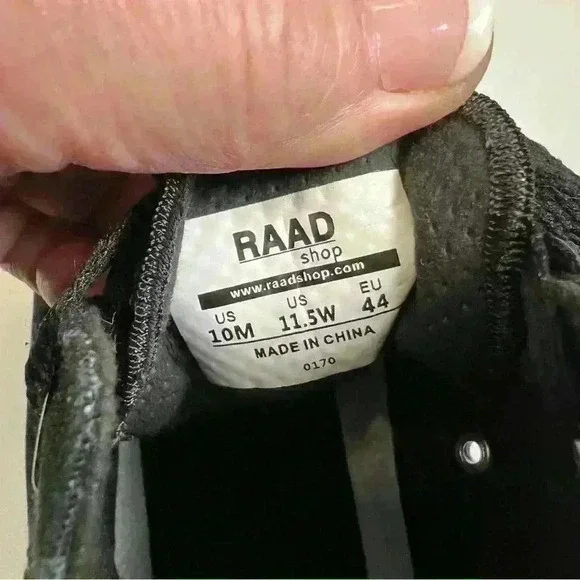 RAAD
shop
www.raadshop.com
US US EU
10M 11.5W 44
MADE IN CHINA
0170